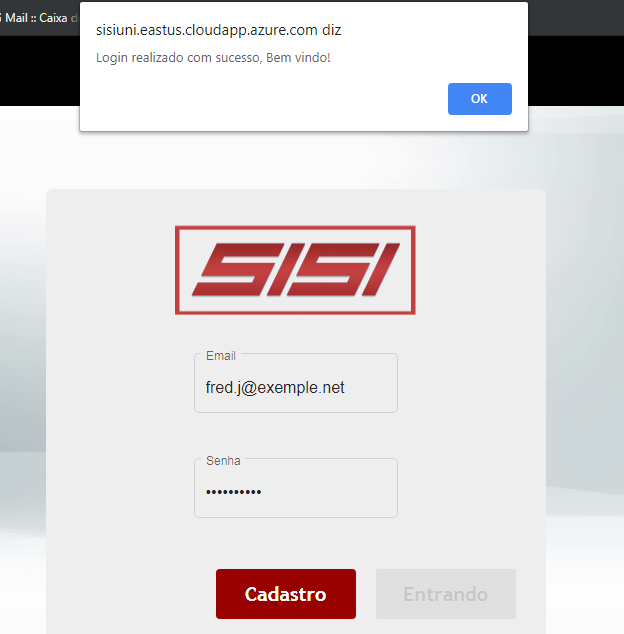 Mail :: Caixa d
sisiuni.eastus.cloudapp.azure.com diz
Login realizado com sucesso, Bem vindo!
OK
SISI
Email
fred.j@exemple.net
Senha
••••••••••
Cadastro
Entrando